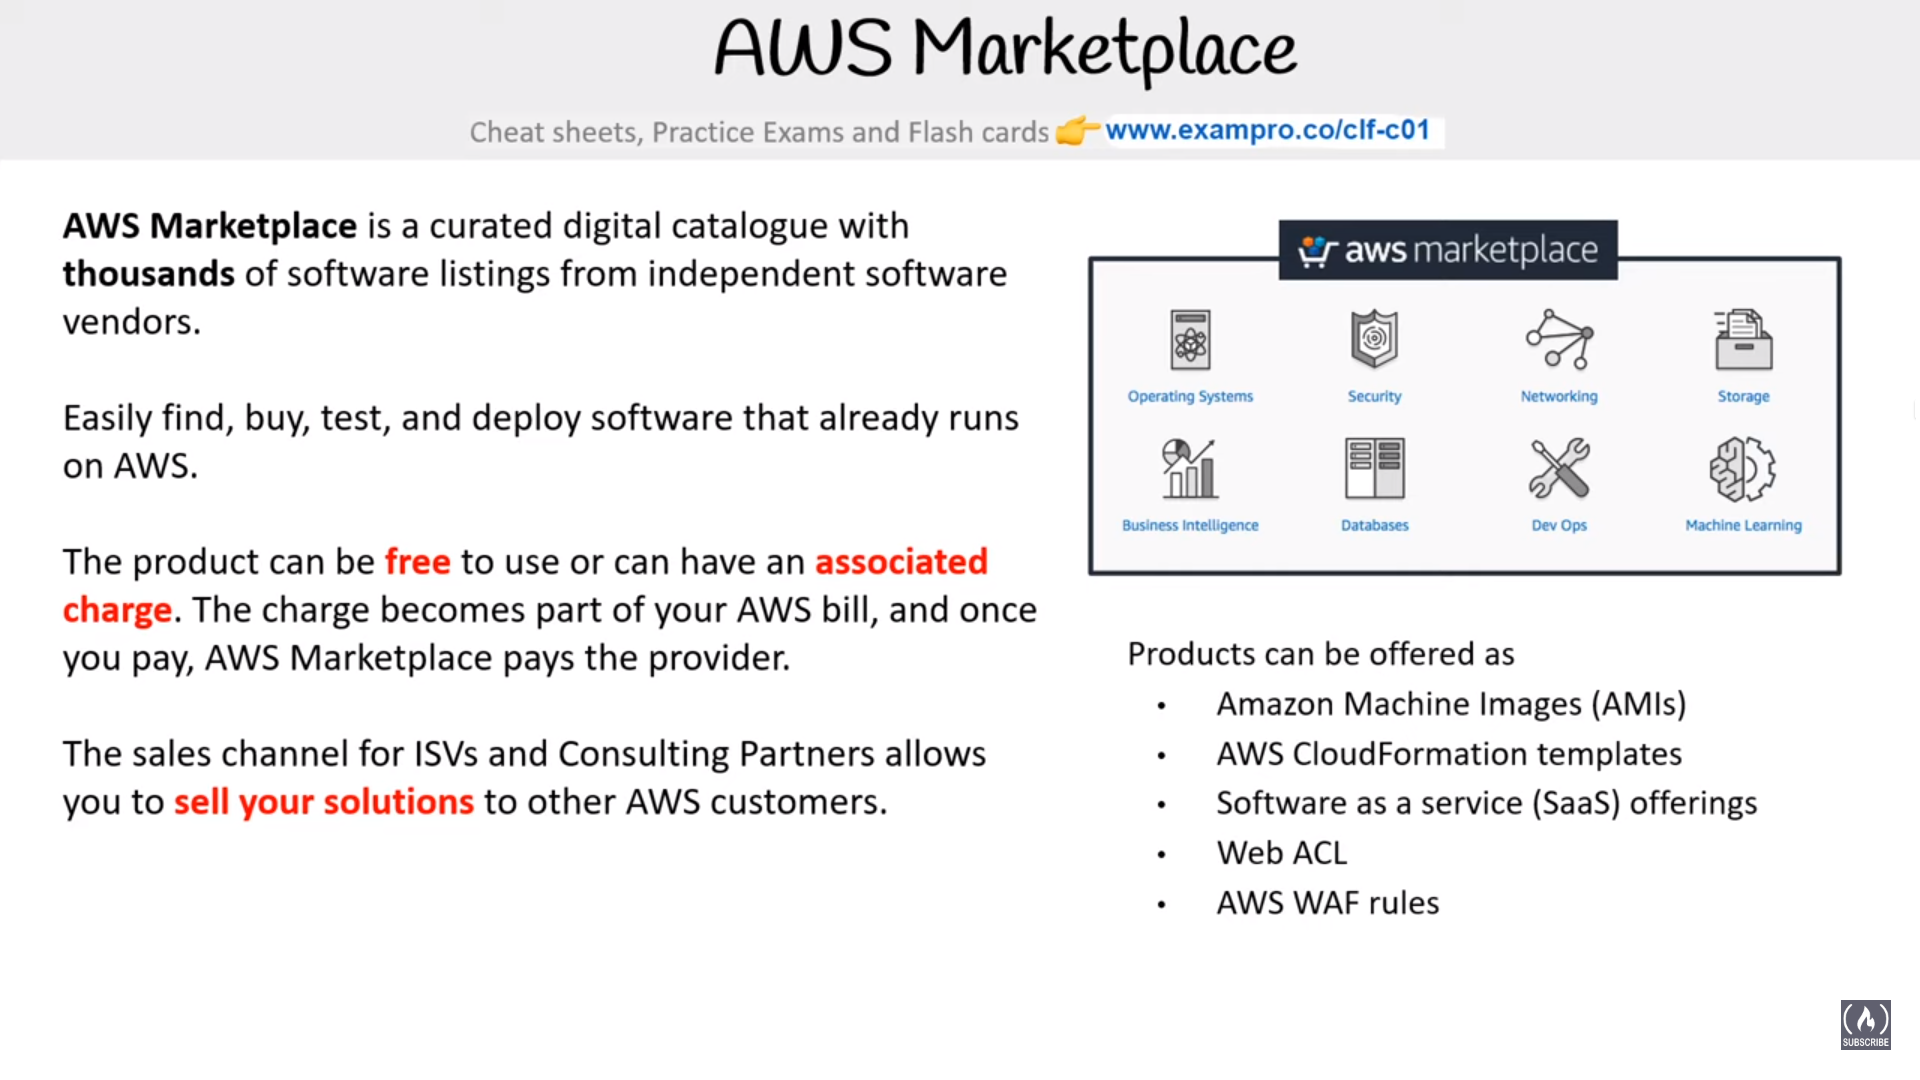 AWS Marketplace
Cheat sheets, Practice Exams and Flash cards 👉 www.exampro.co/clf-c01
AWS Marketplace is a curated digital catalogue with
thousands of software listings from independent software
vendors.
Easily find, buy, test, and deploy software that already runs
on AWS.
The product can be free to use or can have an associated
charge. The charge becomes part of your AWS bill, and once
you pay, AWS Marketplace pays the provider.
The sales channel for ISVs and Consulting Partners allows
you to sell your solutions to other AWS customers.
aws marketplace
Operating Systems Security Networking Storage
Business Intelligence Databases Dev Ops Machine Learning
Products can be offered as
• Amazon Machine Images (AMIs)
• AWS CloudFormation templates
• Software as a service (SaaS) offerings
• Web ACL
• AWS WAF rules
SUBSCRIBE